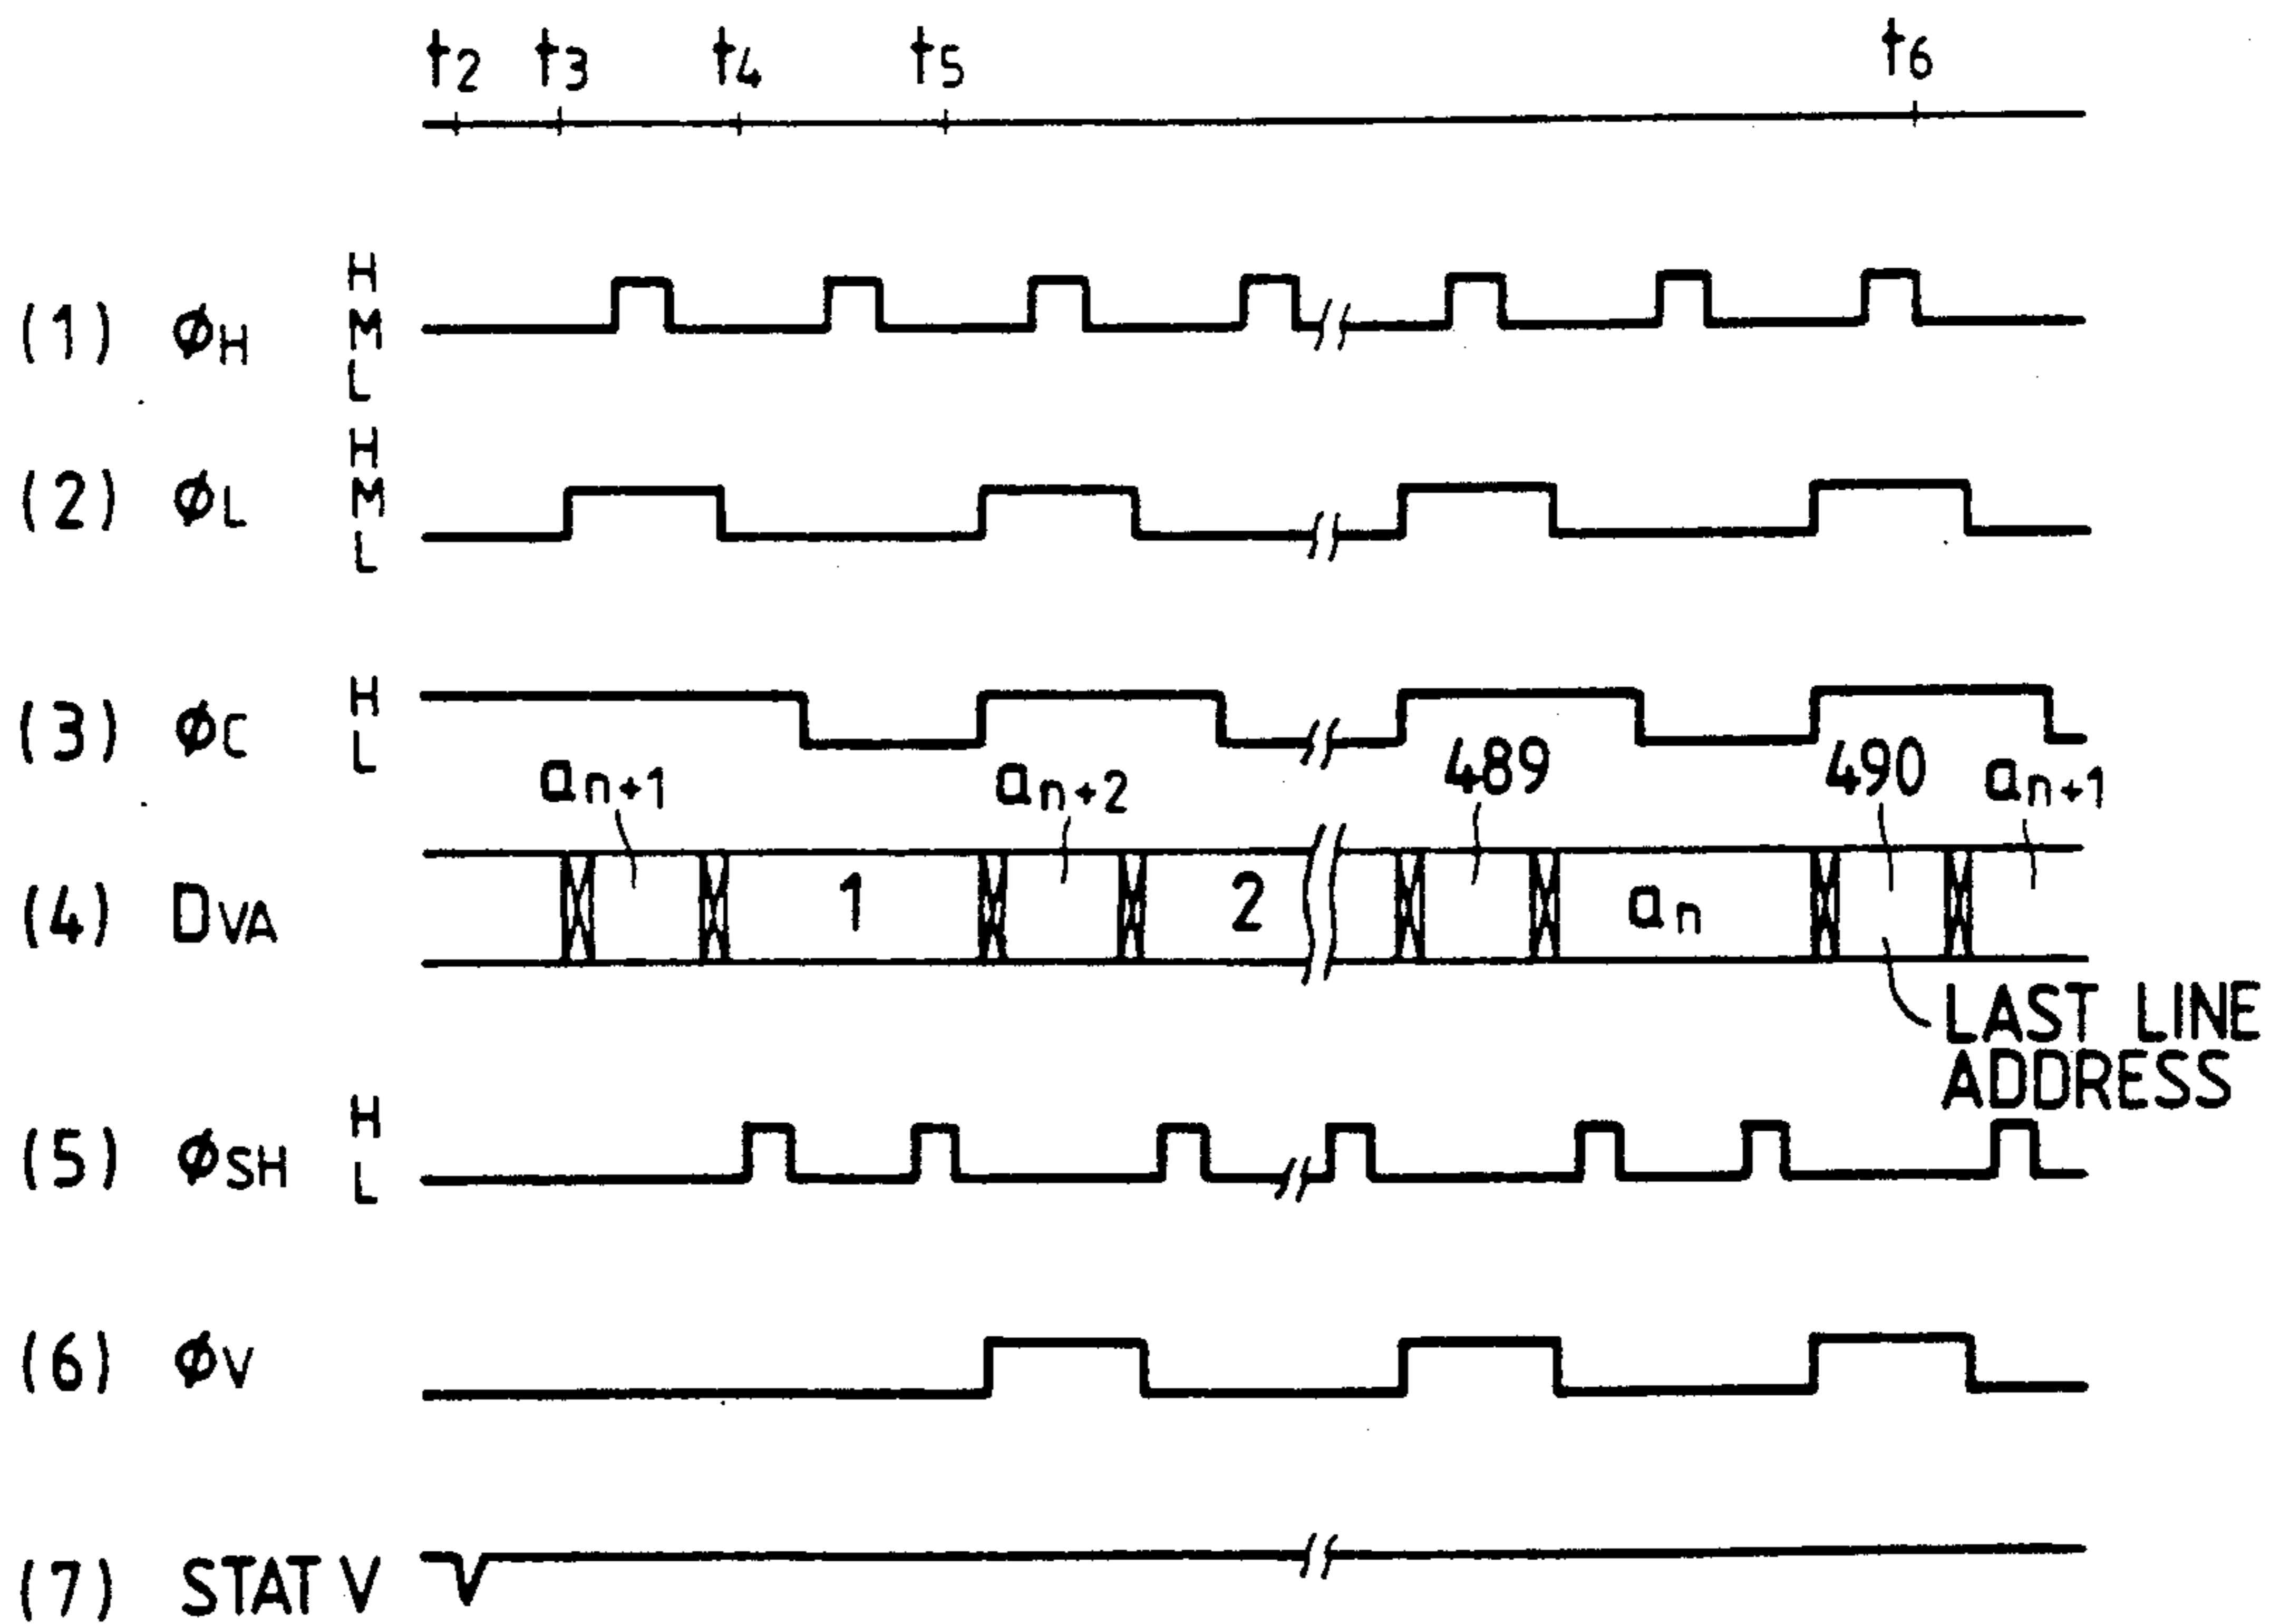 t2 t3 t4 t5 t6
(1) ϕH H M L
(2) ϕL H M L
(3) ϕC H L
an+1 an+2 489 490 an+1
(4) DVA 1 2 an
LAST LINE
ADDRESS
(5) ϕSH H L
(6) ϕV
(7) STAT V